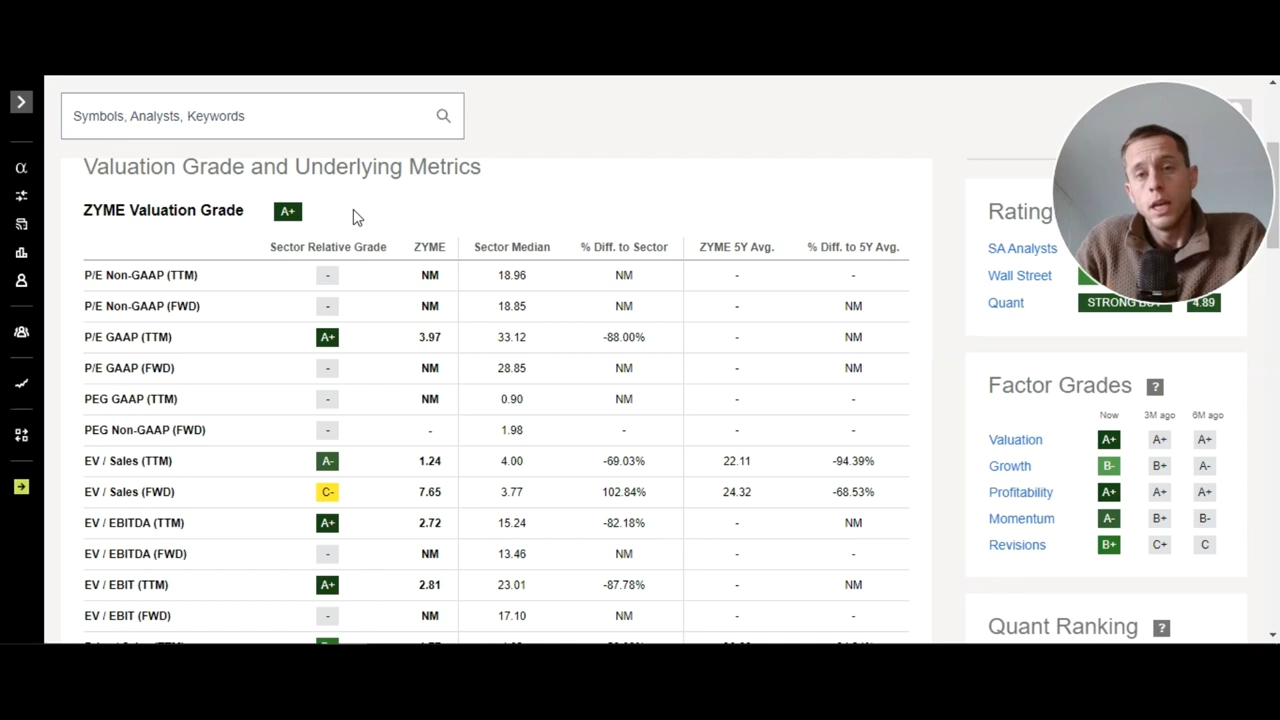 Symbols, Analysts, Keywords
Valuation Grade and Underlying Metrics
ZYME Valuation Grade A+
Sector Relative Grade ZYME Sector Median % Diff. to Sector ZYME 5Y Avg. % Diff. to 5Y Avg.
P/E Non-GAAP (TTM) - NM 18.96 NM - -
P/E Non-GAAP (FWD) - NM 18.85 NM - NM
P/E GAAP (TTM) A+ 3.97 33.12 -88.00% - NM
P/E GAAP (FWD) - NM 28.85 NM - NM
PEG GAAP (TTM) - NM 0.90 NM - -
PEG Non-GAAP (FWD) - - 1.98 - - -
EV / Sales (TTM) A- 1.24 4.00 -69.03% 22.11 -94.39%
EV / Sales (FWD) C- 7.65 3.77 102.84% 24.32 -68.53%
EV / EBITDA (TTM) A+ 2.72 15.24 -82.18% - NM
EV / EBITDA (FWD) - NM 13.46 NM - NM
EV / EBIT (TTM) A+ 2.81 23.01 -87.78% - NM
EV / EBIT (FWD) - NM 17.10 NM - -
Rating
SA Analysts
Wall Street
Quant STRONG 4.89
Factor Grades ?
Now 3M ago 6M ago
Valuation A+ A+ A+
Growth B- B+ A-
Profitability A+ A+ A+
Momentum A- B+ B-
Revisions B+ C+ C
Quant Ranking ?